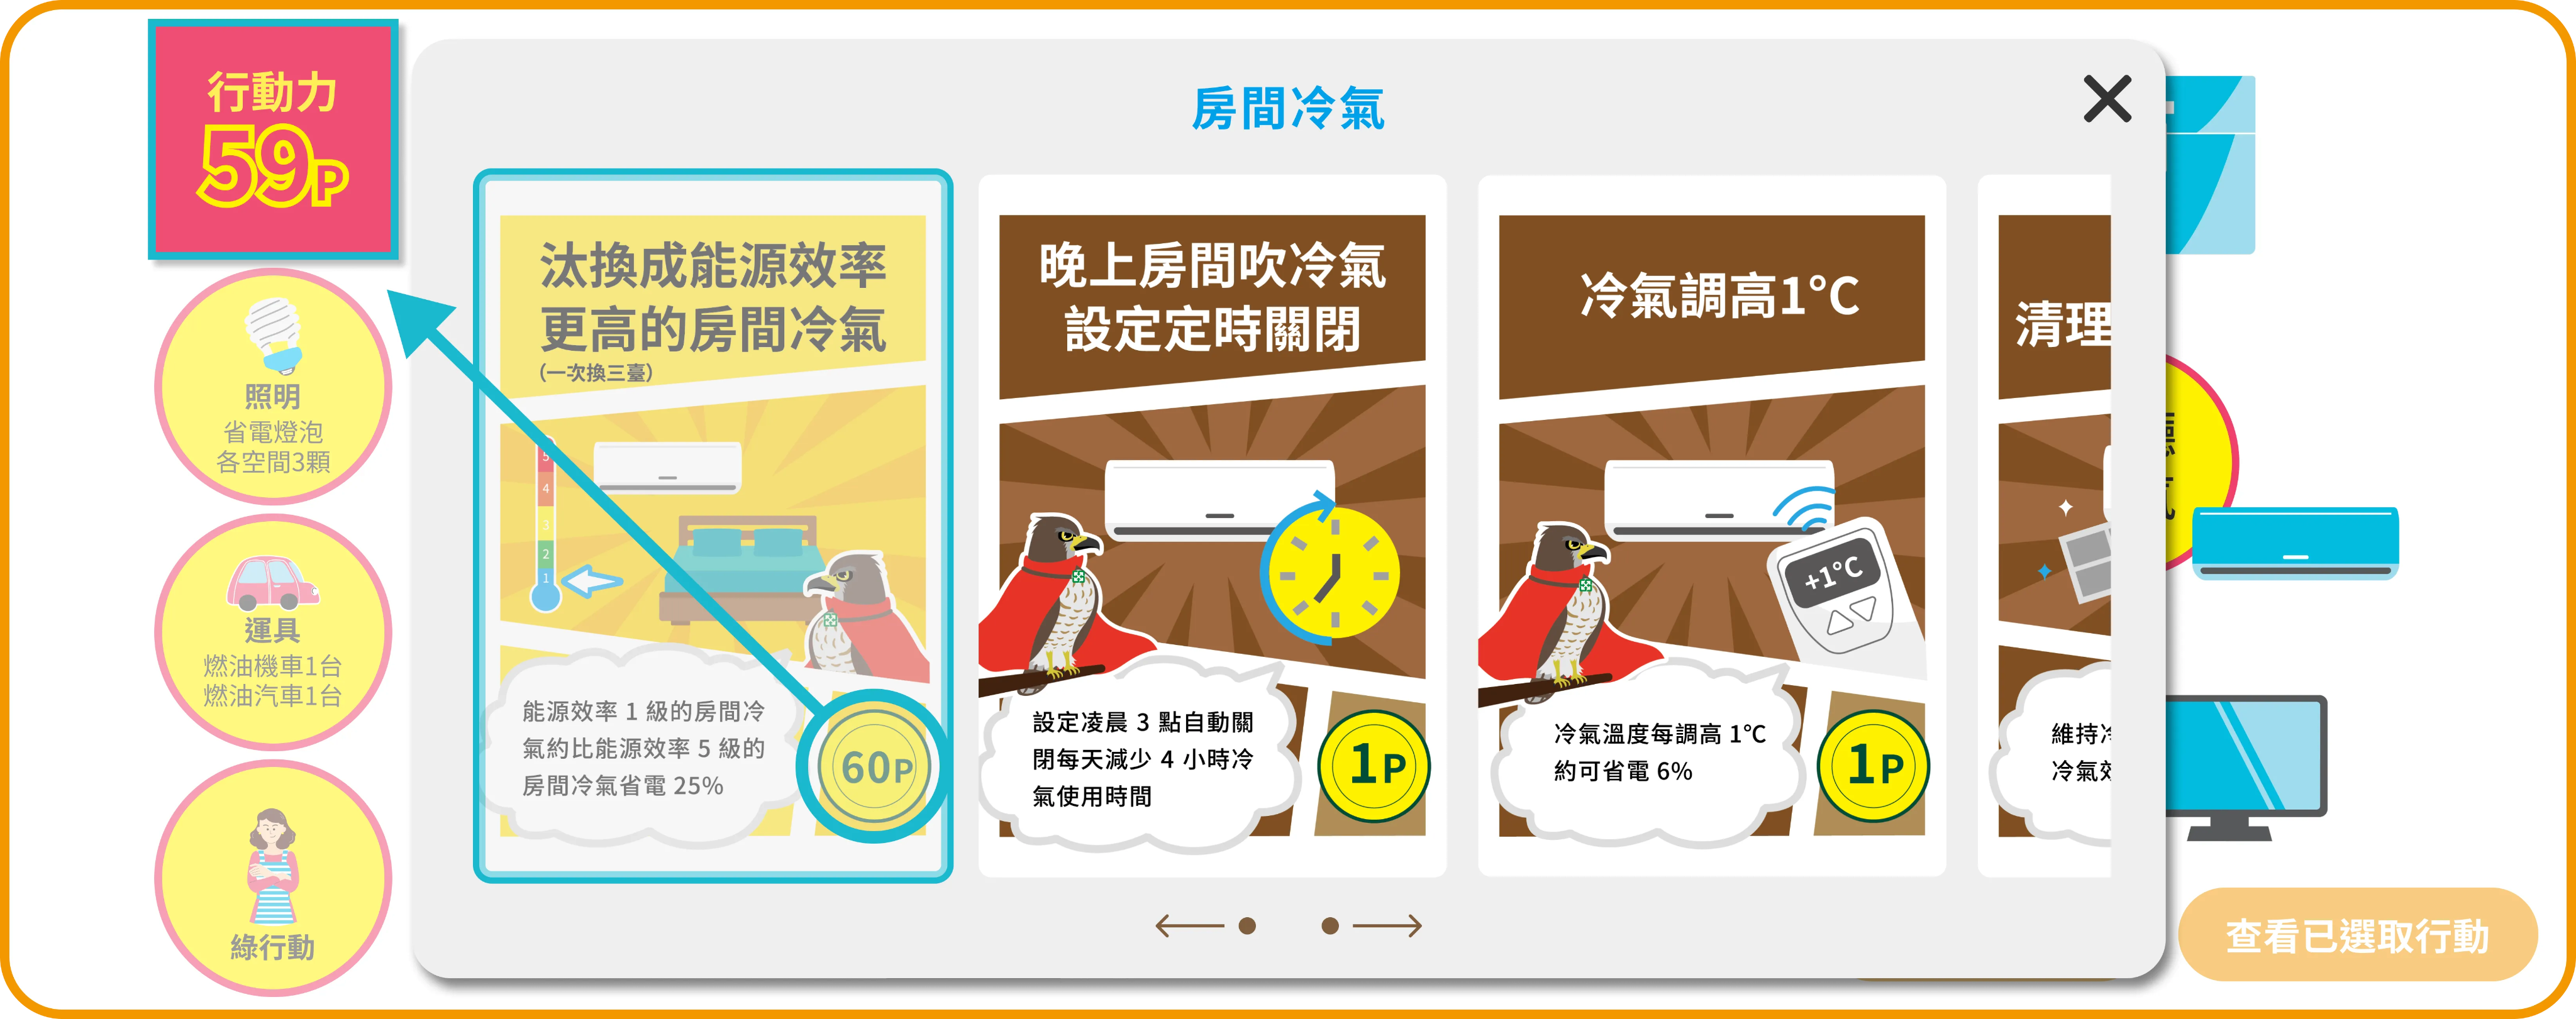 行動力
59P
照明
省電燈泡
各空間3顆
運具
燃油機車1台
燃油汽車1台
綠行動
房間冷氣
汰換成能源效率
更高的房間冷氣
(一次換三臺)
5
4
3
2
1
能源效率 1 級的房間冷
氣約比能源效率 5 級的
房間冷氣省電 25%
60P
晚上房間吹冷氣
設定定時關閉
設定凌晨 3 點自動關
閉每天減少 4 小時冷
氣使用時間
1P
冷氣調高1°C
+1°C
冷氣溫度每調高 1°C
約可省電 6%
1P
清理
維持
冷氣
查看已選取行動